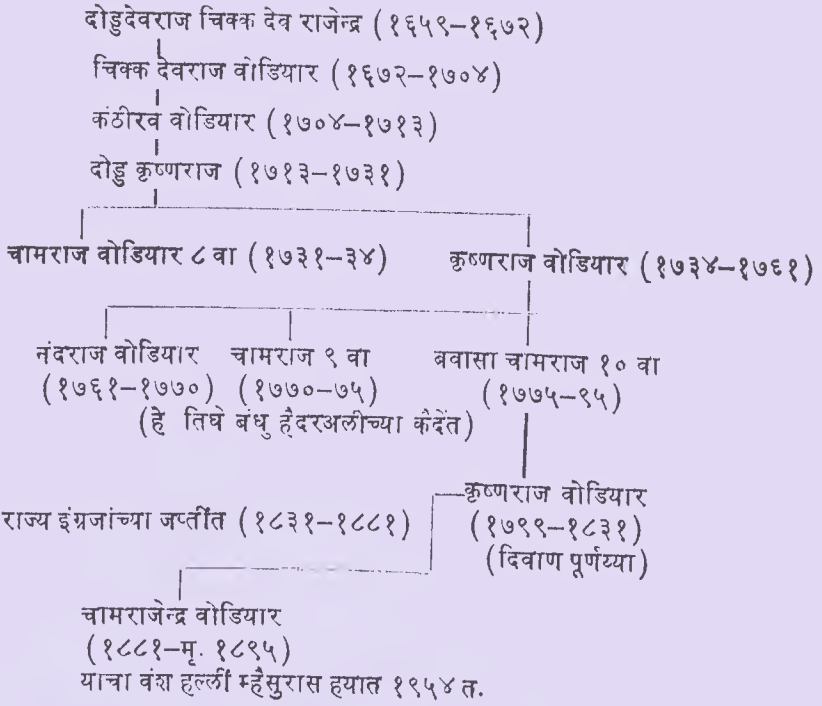 दोड्डदेवराज चिक्क देव राजेन्द्र (१६५९–१६७२)
चिक्क देवराज वोडियार (१६७२–१७०४)
कंठीरव वोडियार (१७०४–१७१३)
दोड्डु कृष्णराज (१७१३–१७३१)
चामराज वोडियार ८ वा (१७३१–३४) कृष्णराज वोडियार (१७३४–१७६१)
नंदराज वोडियार चामराज ९ वा बवासा चामराज १० वा
(१७६१–१७७०) (१७७०–७५) (१७७५–९५)
(हे तिघे बंधु हैदरअलीच्या कैदेंत)
कृष्णराज वोडियार
राज्य इंग्रजांच्या जप्तींत (१८३१–१८८१) (१७९९–१८३१)
(दिवाण पूर्णय्या)
चामराजेन्द्र वोडियार
(१८८१–मृ. १८९५)
याचा वंश हल्लीं म्हैसुरास हयात १९५४ त.